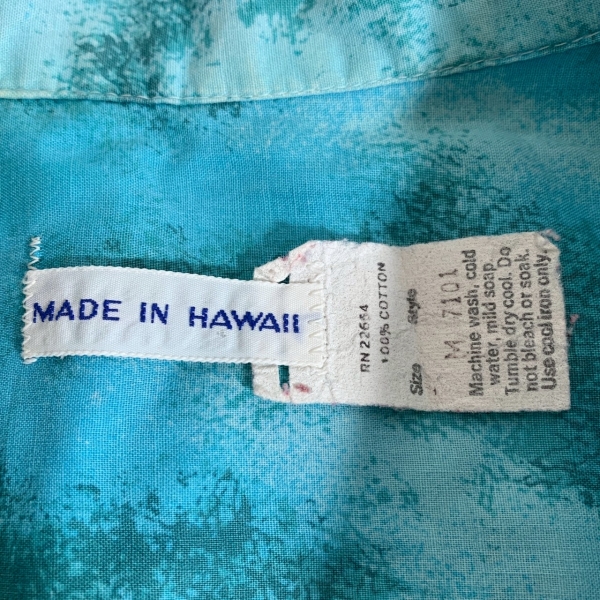 MADE IN HAWAII
RN 22664
100% COTTON
Size Style
M 7101
Machine wash, cold
water, mild soap.
Tumble dry cool. Do
not bleach or soak.
Use cool iron only.